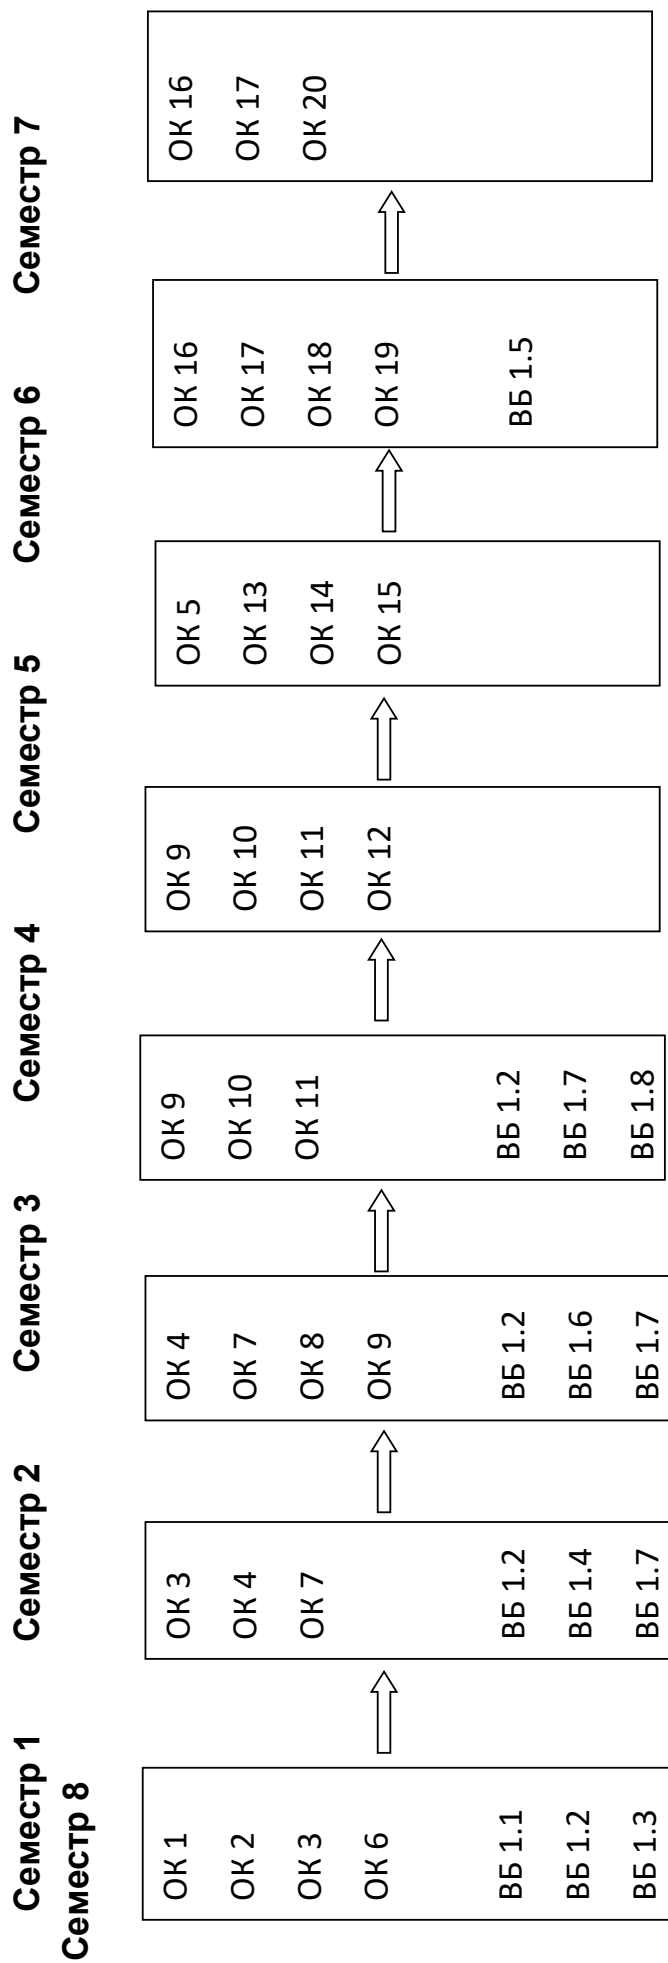 Семестр 1 Семестр 2 Семестр 3 Семестр 4 Семестр 5 Семестр 6 Семестр 7
Семестр 8
ОК 1
ОК 2
ОК 3
ОК 6
ВБ 1.1
ВБ 1.2
ВБ 1.3
ОК 3
ОК 4
ОК 7
ВБ 1.2
ВБ 1.4
ВБ 1.7
ОК 4
ОК 7
ОК 8
ОК 9
ВБ 1.2
ВБ 1.6
ВБ 1.7
ОК 9
ОК 10
ОК 11
ВБ 1.2
ВБ 1.7
ВБ 1.8
ОК 9
ОК 10
ОК 11
ОК 12
ОК 5
ОК 13
ОК 14
ОК 15
ОК 16
ОК 17
ОК 18
ОК 19
ВБ 1.5
ОК 16
ОК 17
ОК 20